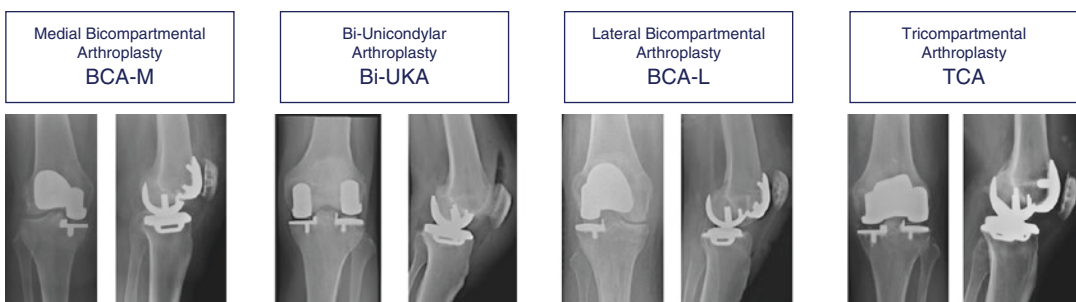 Medial Bicompartmental
Arthroplasty
BCA-M
Bi-Unicondylar
Arthroplasty
Bi-UKA
Lateral Bicompartmental
Arthroplasty
BCA-L
Tricompartmental
Arthroplasty
TCA